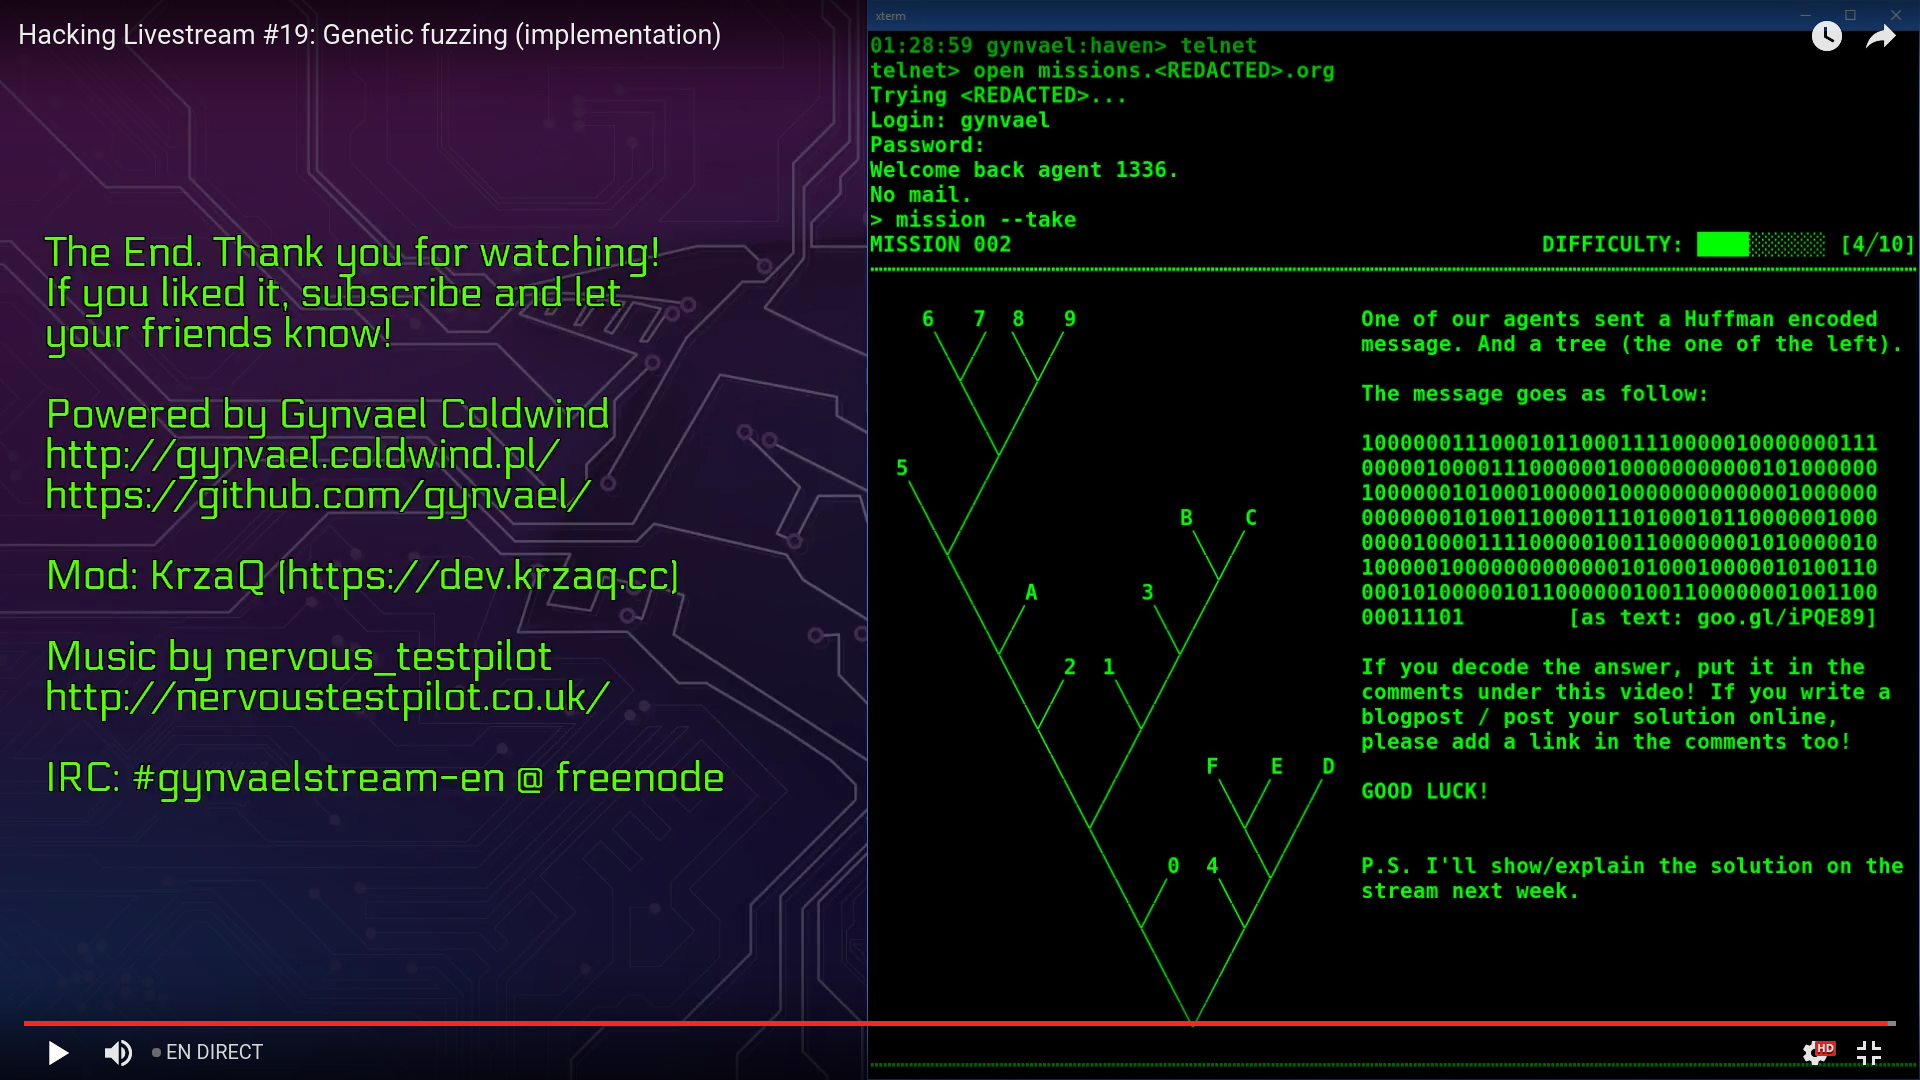 Hacking Livestream #19: Genetic fuzzing (implementation)
The End. Thank you for watching!
If you liked it, subscribe and let
your friends know!
Powered by Gynvael Coldwind
http://gynvael.coldwind.pl/
https://github.com/gynvael/
Mod: KrzaQ (https://dev.krzaq.cc)
Music by nervous_testpilot
http://nervoustestpilot.co.uk/
IRC: #gynvaelstream-en @ freenode
EN DIRECT
xterm
01:28:59 gynvael:haven> telnet
telnet> open missions.<REDACTED>.org
Trying <REDACTED>...
Login: gynvael
Password:
Welcome back agent 1336.
No mail.
> mission --take
MISSION 002 DIFFICULTY: [4/10]
6 7 8 9
5
B C
A 3
2 1
F E D
0 4
One of our agents sent a Huffman encoded
message. And a tree (the one of the left).
The message goes as follow:
1000000111000101100011110000010000000111
0000010000111000000100000000000101000000
1000000101000100000100000000000001000000
0000000101001100001110100010110000001000
0000100001111000001001100000001010000010
1000001000000000000010100010000010100110
0001010000010110000001001100000001001100
00011101 [as text: goo.gl/iPQE89]
If you decode the answer, put it in the
comments under this video! If you write a
blogpost / post your solution online,
please add a link in the comments too!
GOOD LUCK!
P.S. I'll show/explain the solution on the
stream next week.
HD